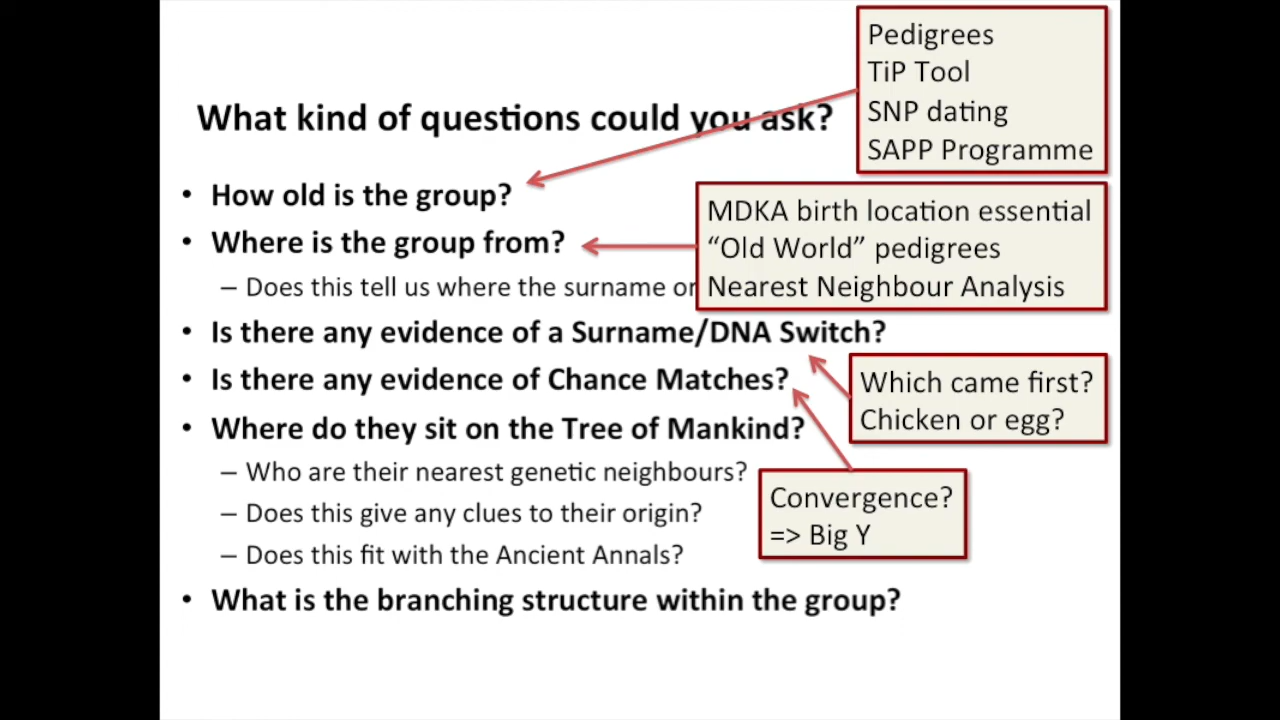 Pedigrees
TiP Tool
SNP dating
SAPP Programme
What kind of questions could you ask?
• How old is the group?
• Where is the group from?
– Does this tell us where the surname or
MDKA birth location essential
“Old World” pedigrees
Nearest Neighbour Analysis
• Is there any evidence of a Surname/DNA Switch?
• Is there any evidence of Chance Matches?
Which came first?
Chicken or egg?
• Where do they sit on the Tree of Mankind?
– Who are their nearest genetic neighbours?
– Does this give any clues to their origin?
– Does this fit with the Ancient Annals?
Convergence?
=> Big Y
• What is the branching structure within the group?